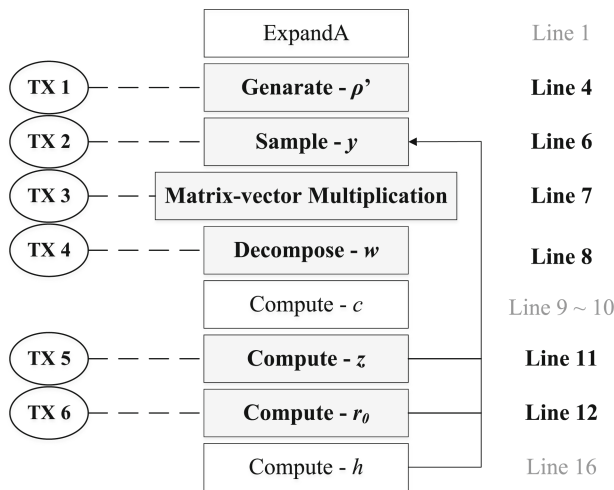 ExpandA Line 1
TX 1 Genarate - ρ’ Line 4
TX 2 Sample - y Line 6
TX 3 Matrix-vector Multiplication Line 7
TX 4 Decompose - w Line 8
Compute - c Line 9 ~ 10
TX 5 Compute - z Line 11
TX 6 Compute - r₀ Line 12
Compute - h Line 16